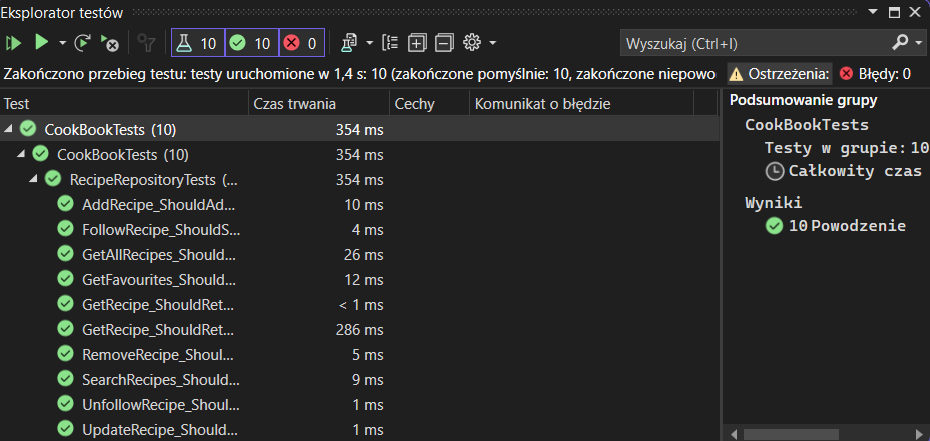 Eksplorator testów
10 10 0
Wyszukaj (Ctrl+I)
Zakończono przebieg testu: testy uruchomione w 1,4 s: 10 (zakończone pomyślnie: 10, zakończone niepowo
Ostrzeżenia: Błędy: 0
Test Czas trwania Cechy Komunikat o błędzie
CookBookTests (10) 354 ms
CookBookTests (10) 354 ms
RecipeRepositoryTests (... 354 ms
AddRecipe_ShouldAd... 10 ms
FollowRecipe_ShouldS... 4 ms
GetAllRecipes_Should... 26 ms
GetFavourites_Should... 12 ms
GetRecipe_ShouldRet... < 1 ms
GetRecipe_ShouldRet... 286 ms
RemoveRecipe_Shoul... 5 ms
SearchRecipes_Should... 9 ms
UnfollowRecipe_Shoul... 1 ms
UpdateRecipe_Should... 1 ms
Podsumowanie grupy
CookBookTests
Testy w grupie: 10
Całkowity czas
Wyniki
10 Powodzenie